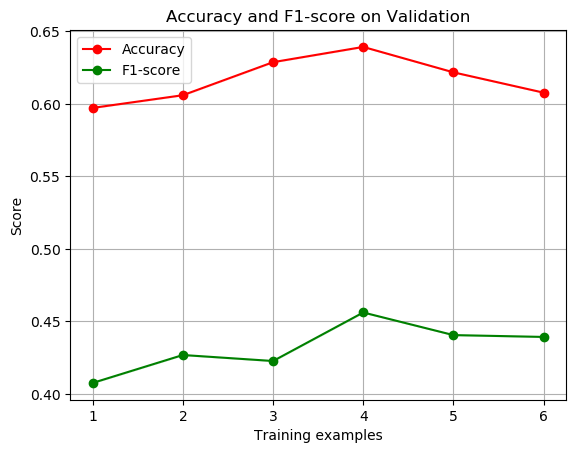 Accuracy and F1-score on Validation
0.65
0.60
0.55
0.50
0.45
0.40
Score
Accuracy
F1-score
1 2 3 4 5 6
Training examples